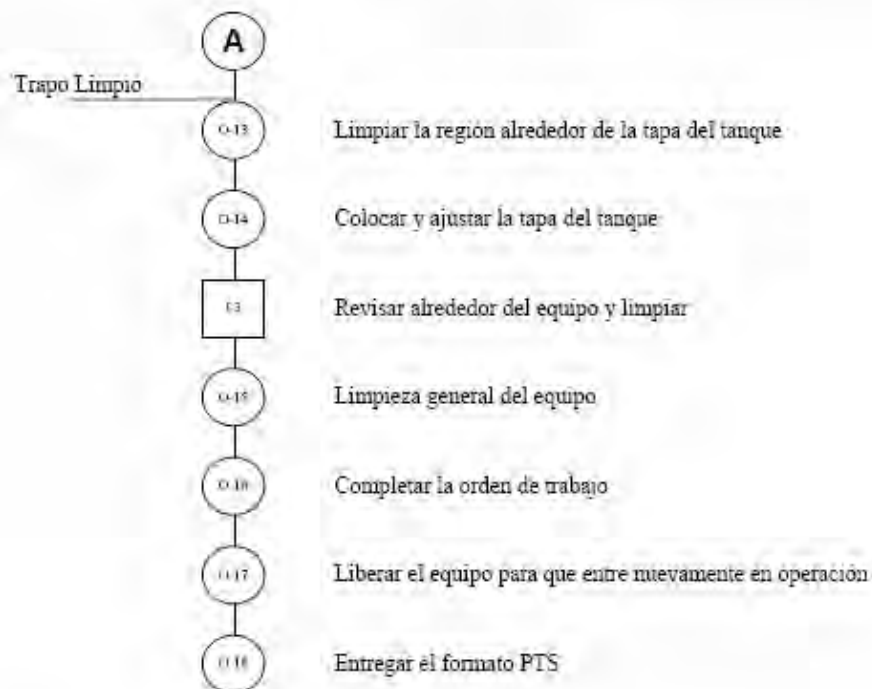 A
Trapo Limpio
O-13 Limpiar la región alrededor de la tapa del tanque
O-14 Colocar y ajustar la tapa del tanque
Revisar alrededor del equipo y limpiar
O-15 Limpieza general del equipo
Completar la orden de trabajo
O-17 Liberar el equipo para que entre nuevamente en operación
Entregar el formato PTS